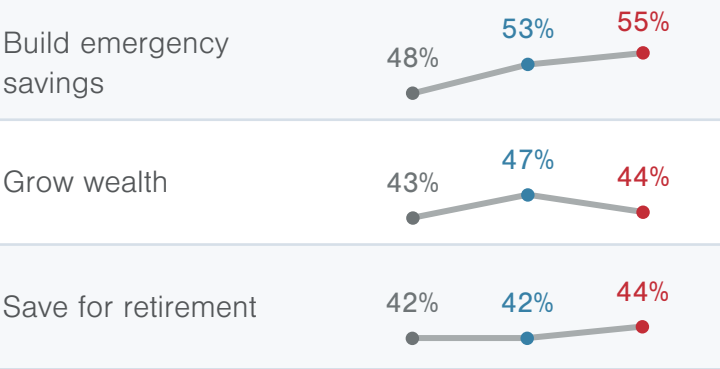 Build emergency
savings
48%
53%
55%
Grow wealth
43%
47%
44%
Save for retirement
42%
42%
44%